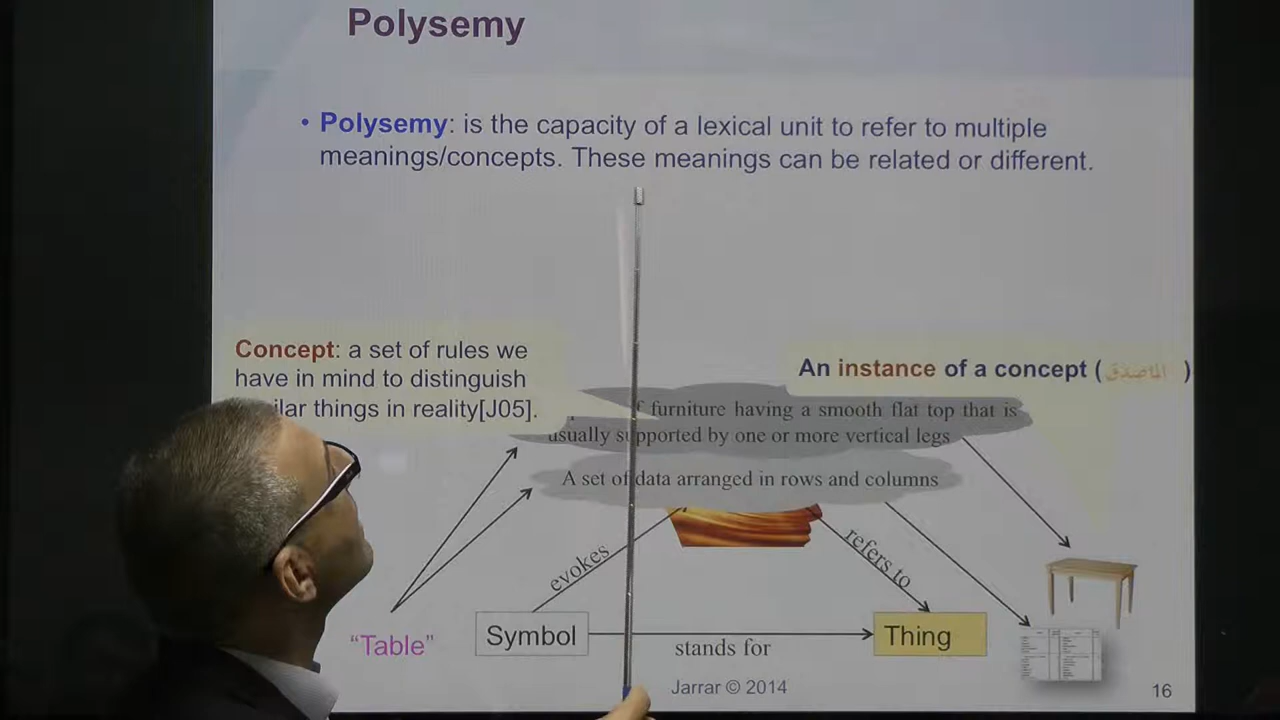 Polysemy
• Polysemy: is the capacity of a lexical unit to refer to multiple
meanings/concepts. These meanings can be related or different.
Concept: a set of rules we
have in mind to distinguish
ilar things in reality[J05].
An instance of a concept (الماصدق)
f furniture having a smooth flat top that is
usually supported by one or more vertical legs
A set of data arranged in rows and columns
evokes
refers to
"Table"
Symbol
stands for
Thing
Jarrar © 2014
16